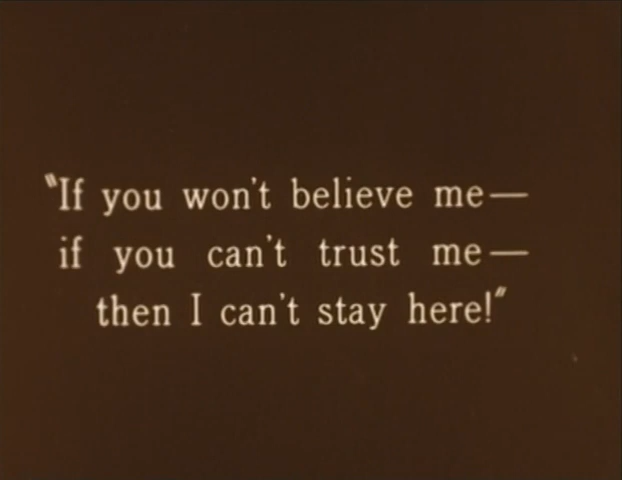 "If you won't believe me—
if you can't trust me—
then I can't stay here!"